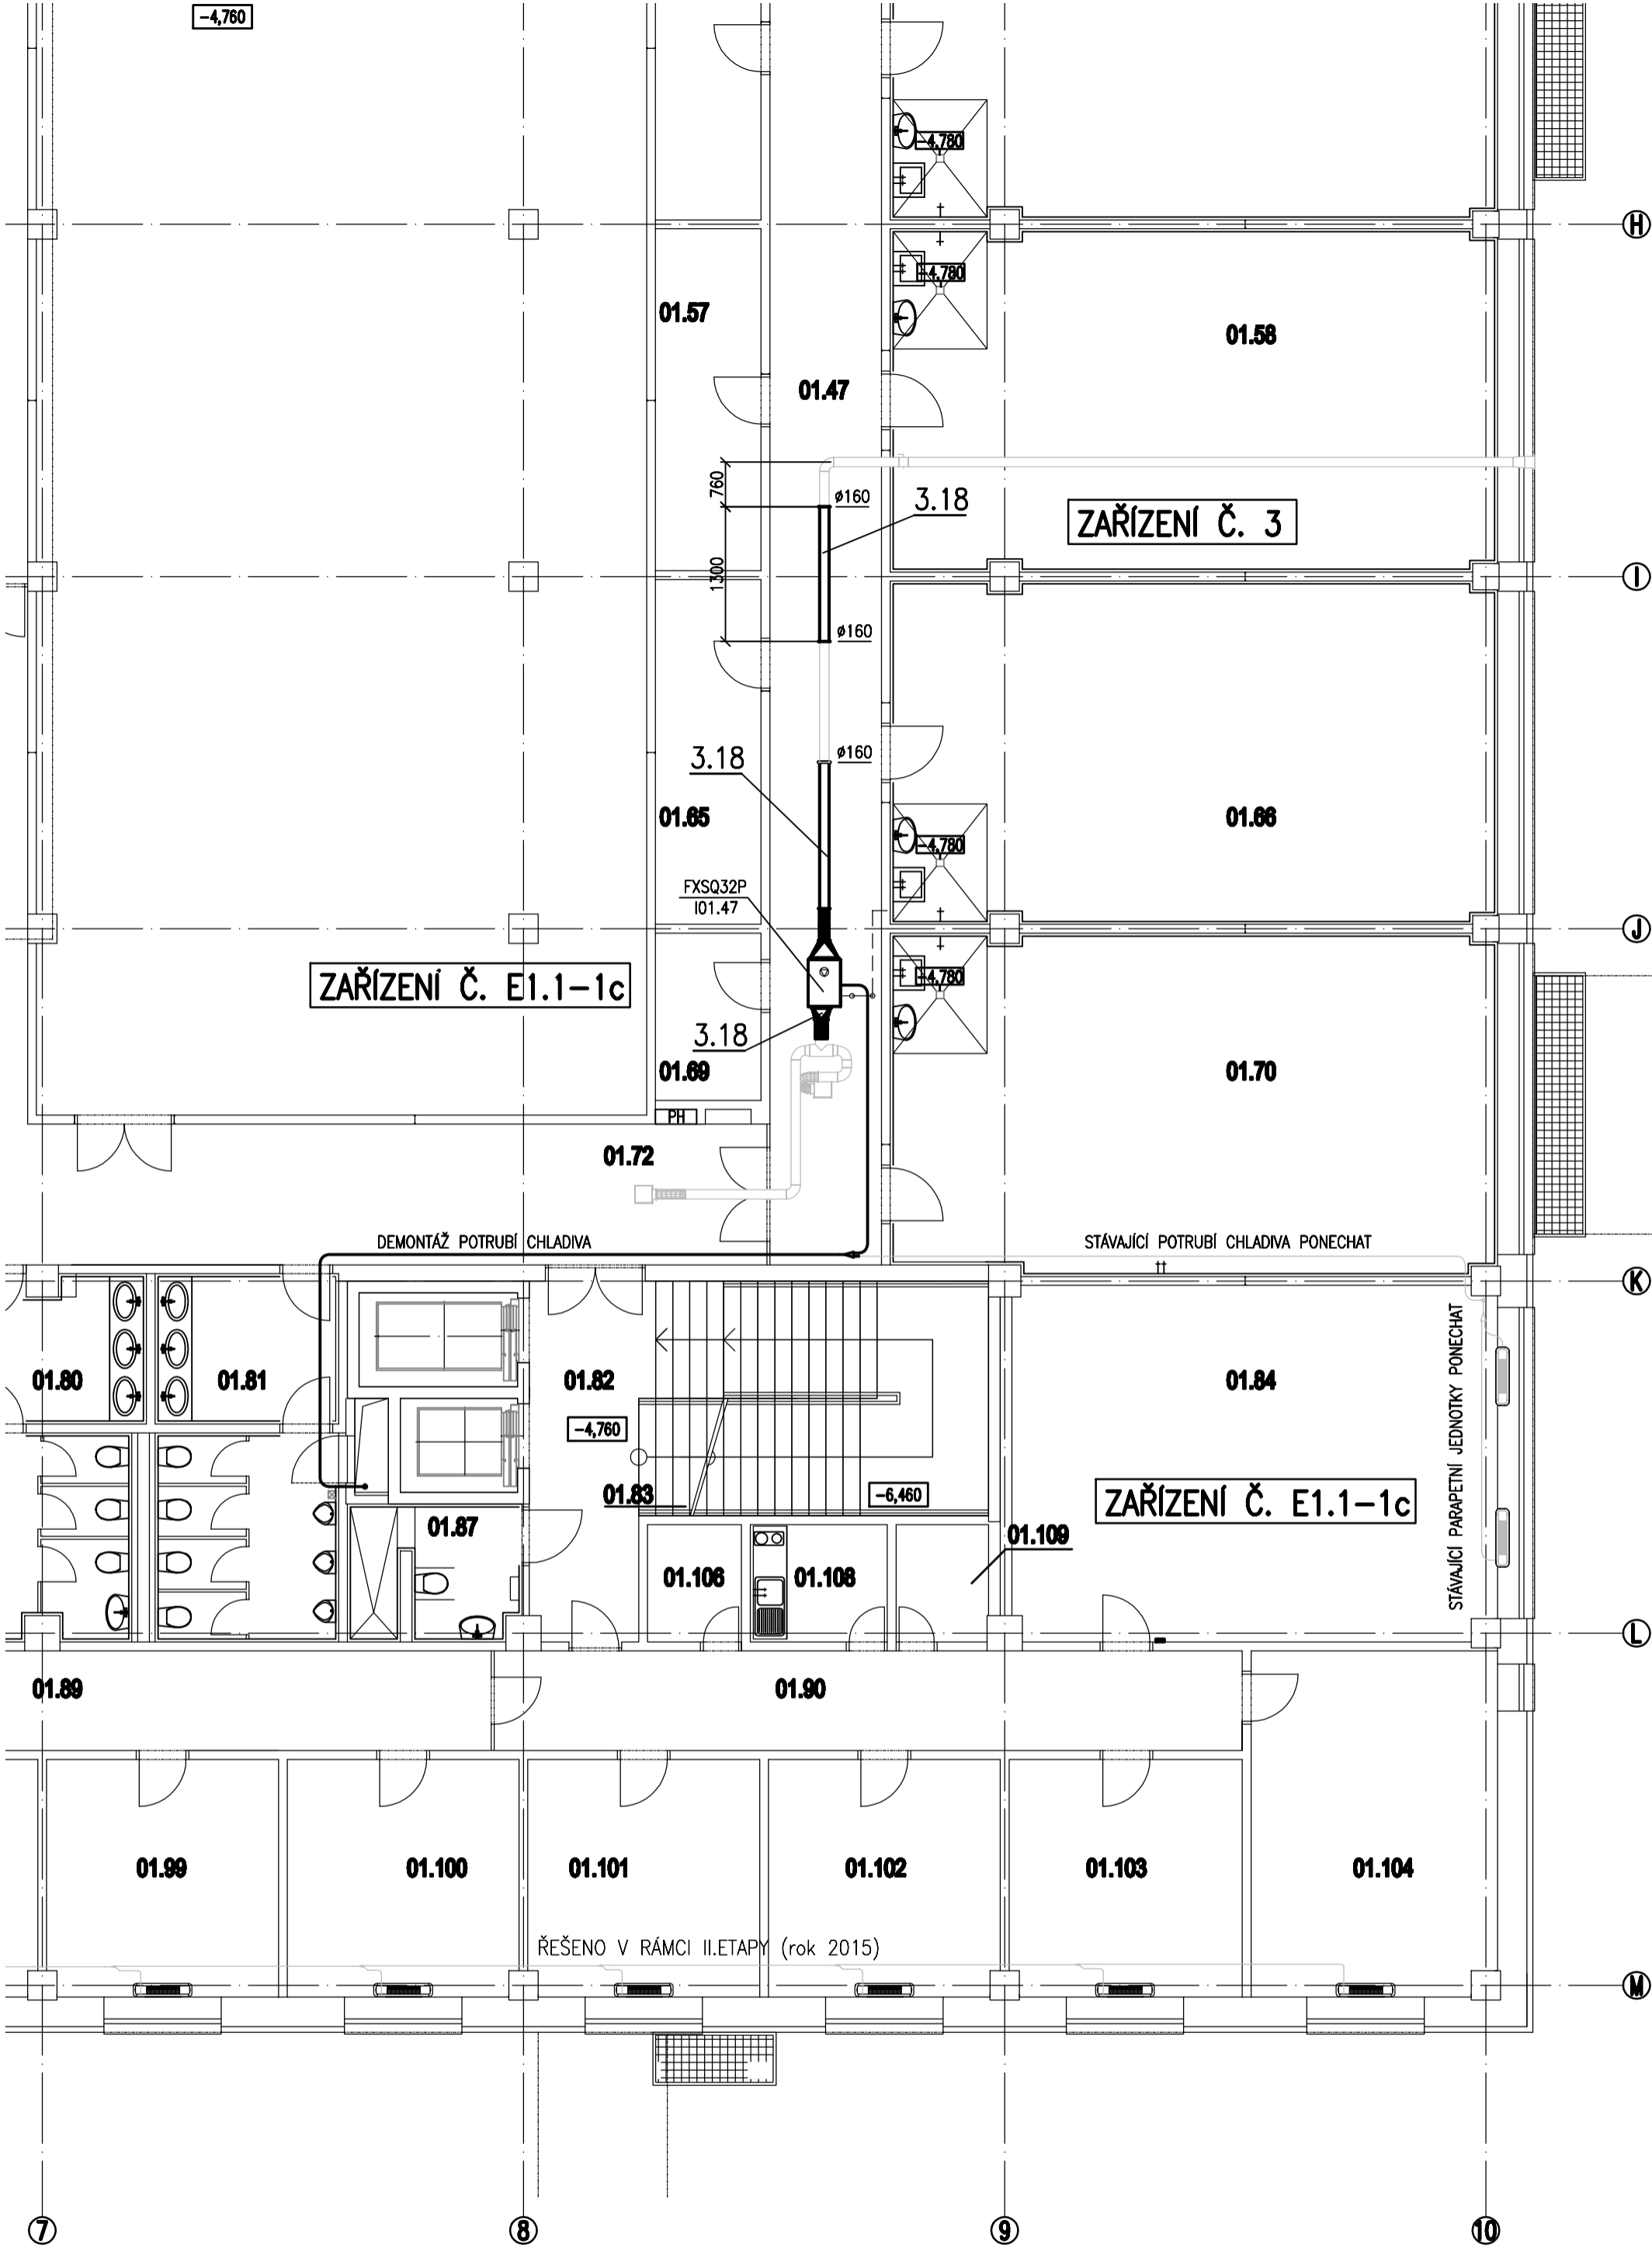 -4,760
-4,780
H
-4,780
01.57
01.58
01.47
760
ø160
3.18
ZAŘÍZENÍ Č. 3
1300
I
ø160
3.18
ø160
01.65
01.66
-4,780
FXSQ32P
I01.47
J
ZAŘÍZENÍ Č. E1.1-1c
-4,780
3.18
01.69
01.70
PH
01.72
DEMONTÁŽ POTRUBÍ CHLADIVA
STÁVAJÍCÍ POTRUBÍ CHLADIVA PONECHAT
K
STÁVAJÍCÍ PARAPETNÍ JEDNOTKY PONECHAT
01.80
01.81
01.82
01.84
-4,760
01.83
-6,460
ZAŘÍZENÍ Č. E1.1-1c
01.87
01.109
01.106
01.108
L
01.89
01.90
01.99
01.100
01.101
01.102
01.103
01.104
ŘEŠENO V RÁMCI II.ETAPY (rok 2015)
M
7
8
9
10